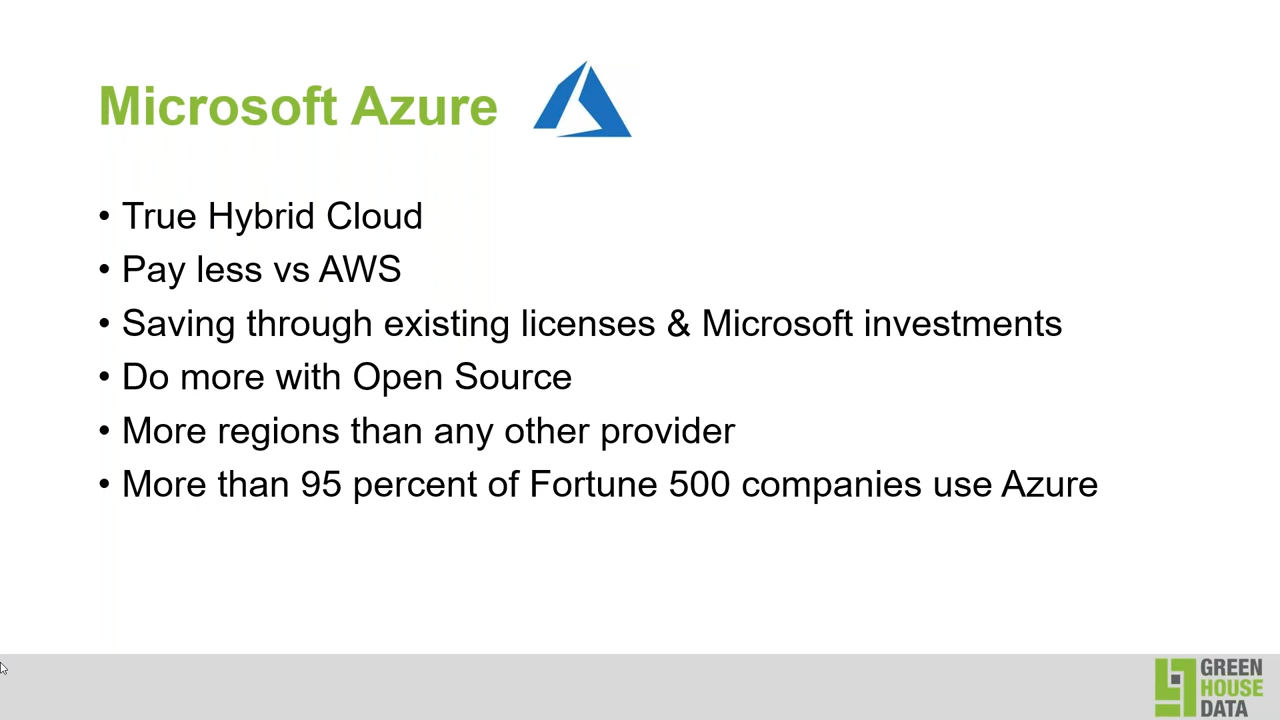 Microsoft Azure
• True Hybrid Cloud
• Pay less vs AWS
• Saving through existing licenses & Microsoft investments
• Do more with Open Source
• More regions than any other provider
• More than 95 percent of Fortune 500 companies use Azure
GREEN
HOUSE
DATA